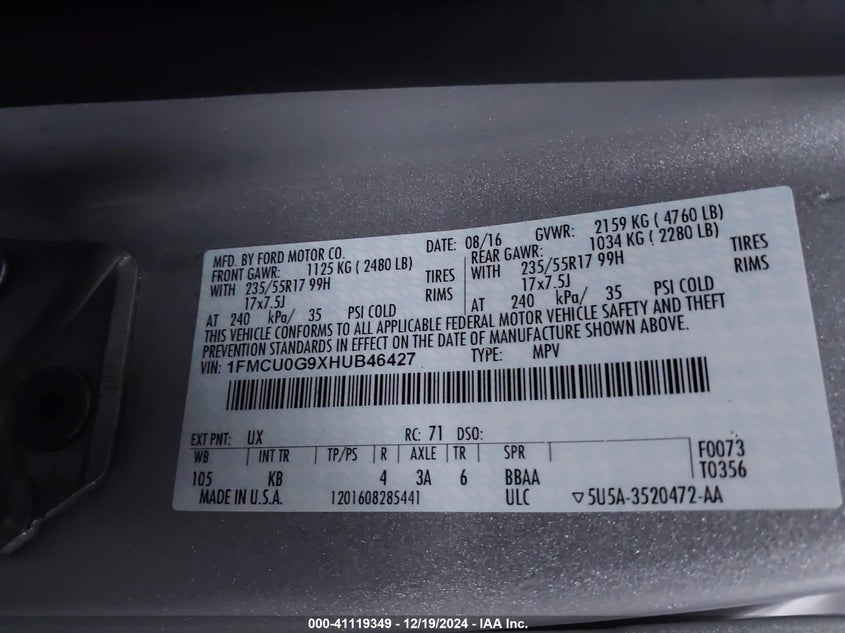 MFD. BY FORD MOTOR CO. DATE: 08/16 GVWR: 2159 KG ( 4760 LB)
FRONT GAWR: 1125 KG ( 2480 LB) REAR GAWR: 1034 KG ( 2280 LB)
WITH 235/55R17 99H TIRES WITH 235/55R17 99H TIRES
17x7.5J RIMS 17x7.5J RIMS
AT 240 kPa/ 35 PSI COLD AT 240 kPa/ 35 PSI COLD
THIS VEHICLE CONFORMS TO ALL APPLICABLE FEDERAL MOTOR VEHICLE SAFETY AND THEFT
PREVENTION STANDARDS IN EFFECT ON THE DATE OF MANUFACTURE SHOWN ABOVE.
VIN: 1FMCU0G9XHUB46427 TYPE: MPV
EXT PNT: UX RC: 71 DSO:
WB INT TR TP/PS R AXLE TR SPR F0073
105 KB 4 3A 6 BBAA T0356
MADE IN U.S.A. 1201608285441 ULC ▽5U5A-3520472-AA
000-41119349 - 12/19/2024 - IAA Inc.